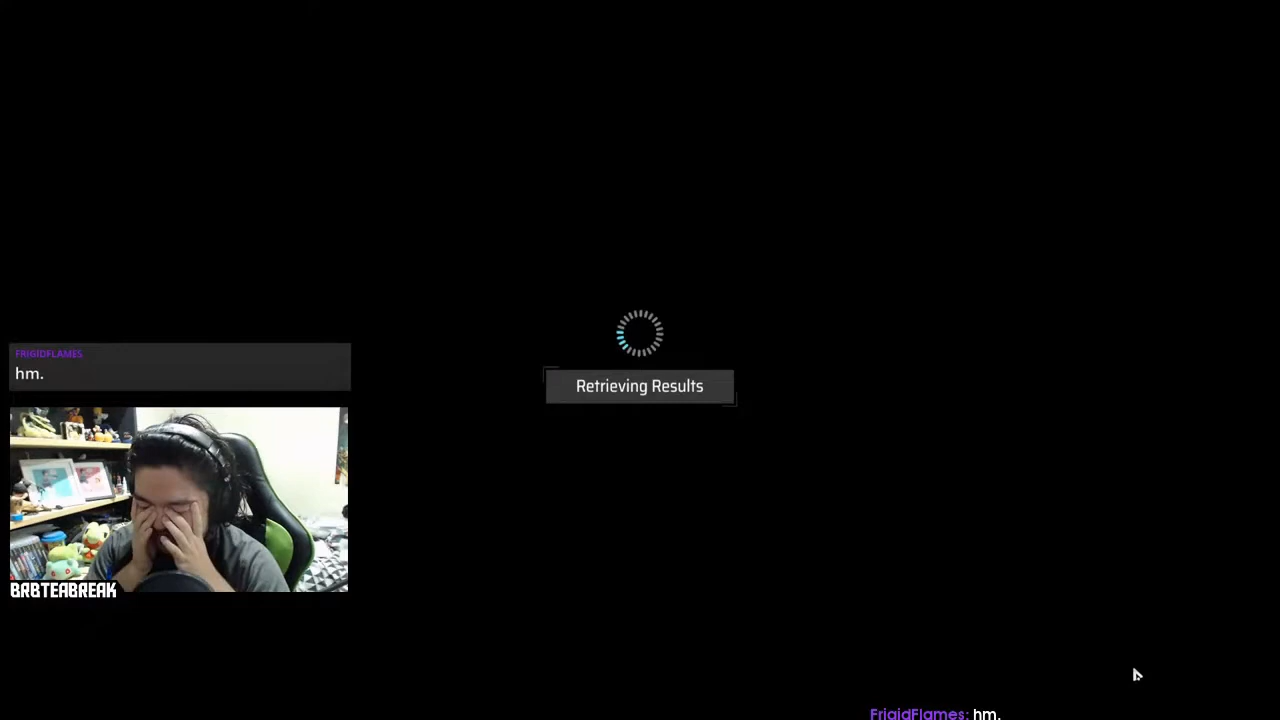 FRIGIDFLAMES
hm.
Retrieving Results
BRBTEABREAK
FrigidFlames: hm.